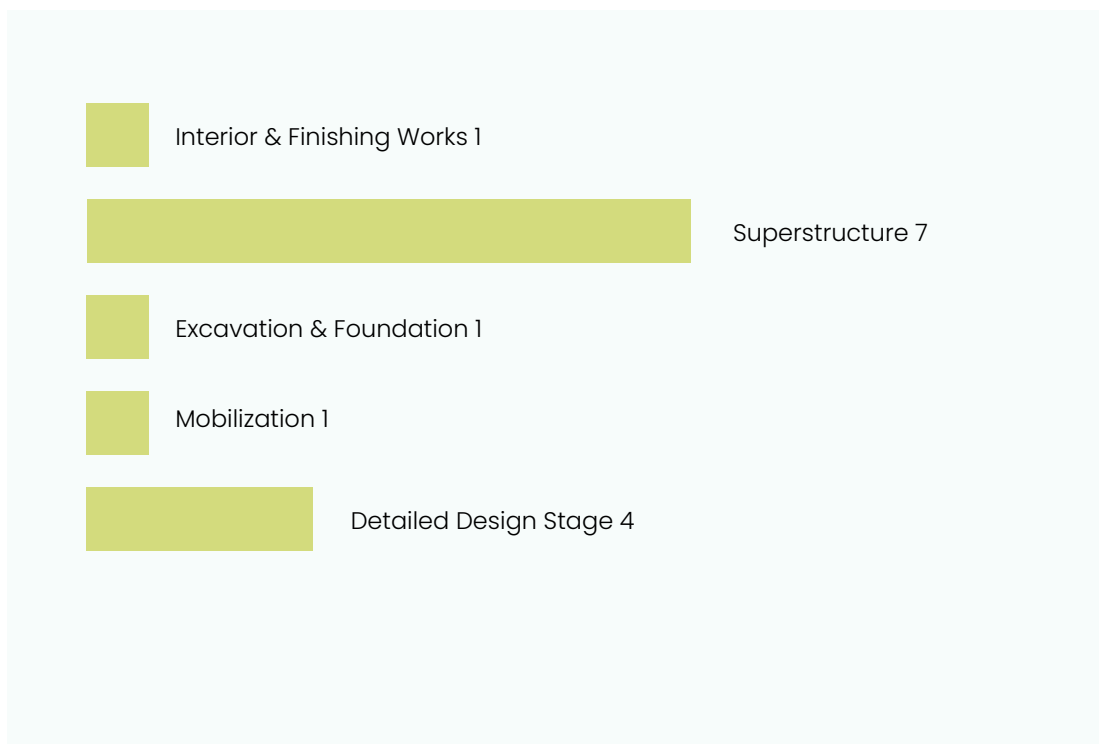 Interior & Finishing Works 1
Superstructure 7
Excavation & Foundation 1
Mobilization 1
Detailed Design Stage 4